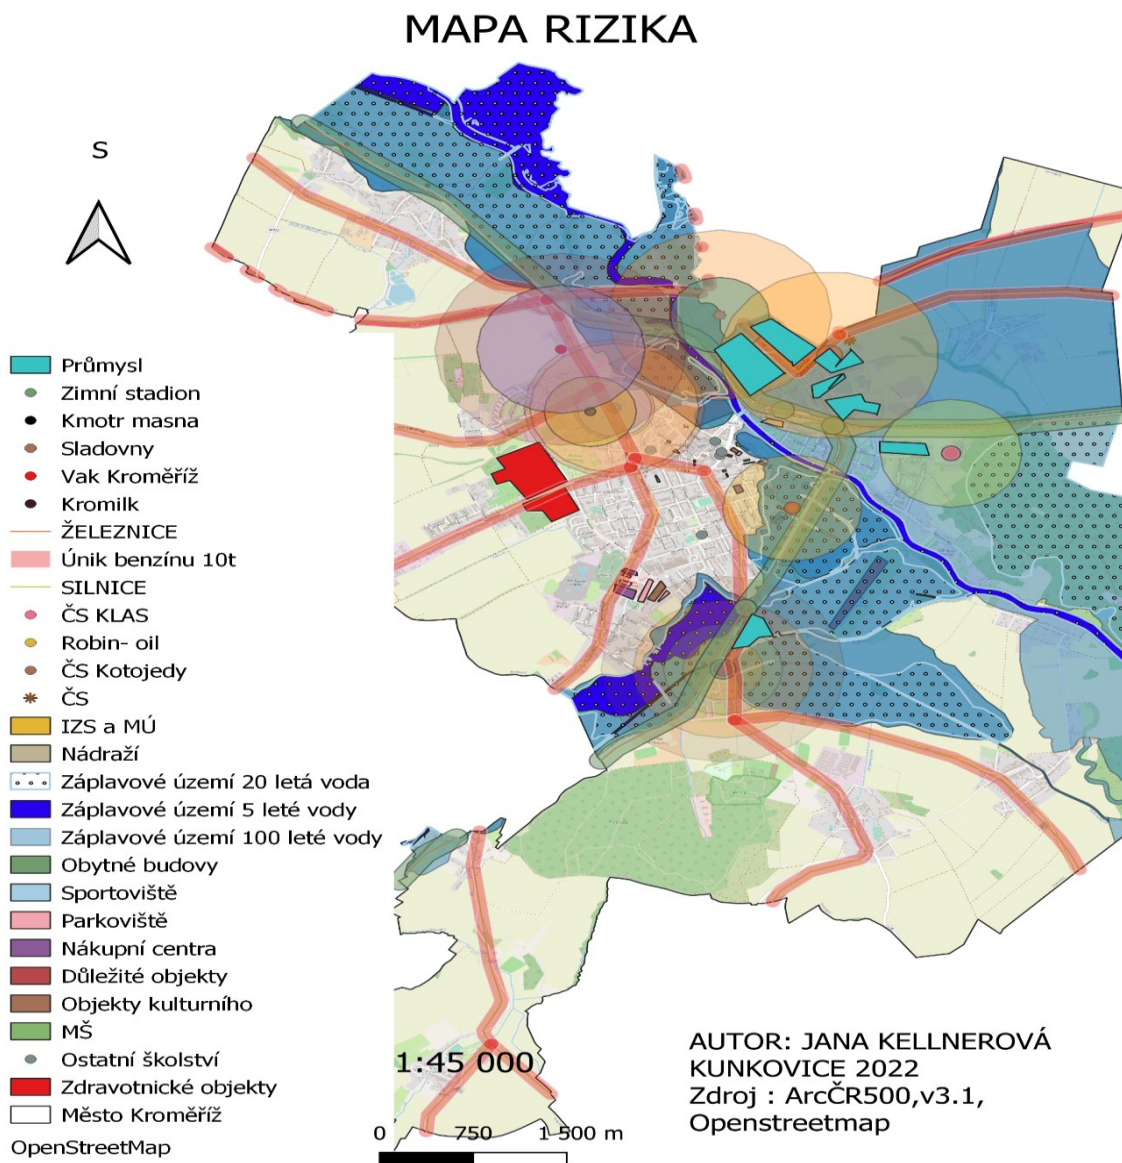 MAPA RIZIKA
S
Průmysl
Zimní stadion
Kmotr masna
Sladovny
Vak Kroměříž
Kromilk
ŽELEZNICE
Únik benzínu 10t
SILNICE
ČS KLAS
Robin- oil
ČS Kotojedy
ČS
IZS a MÚ
Nádraží
Záplavové území 20 letá voda
Záplavové území 5 leté vody
Záplavové území 100 leté vody
Obytné budovy
Sportoviště
Parkoviště
Nákupní centra
Důležité objekty
Objekty kulturního
MŠ
Ostatní školství
Zdravotnické objekty
Město Kroměříž
OpenStreetMap
1:45 000
0 750 1 500 m
AUTOR: JANA KELLNEROVÁ
KUNKOVICE 2022
Zdroj : ArcČR500,v3.1,
Openstreetmap